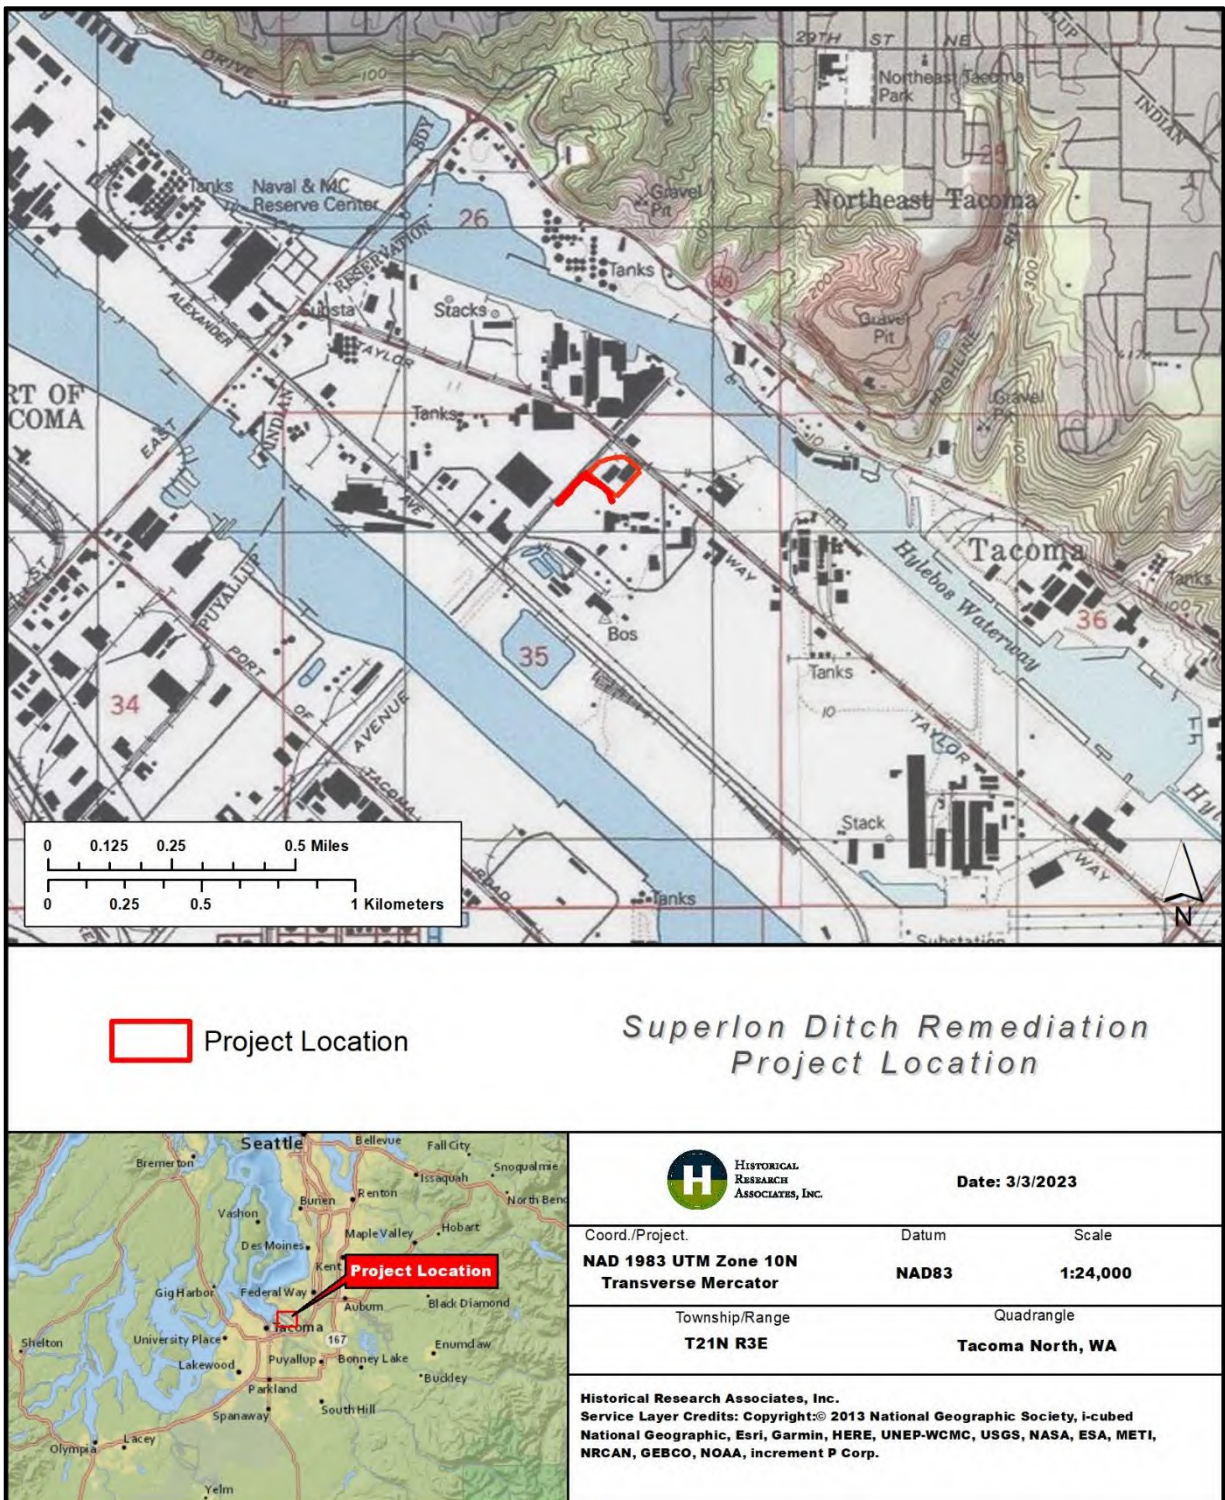 29TH ST NE
DRIVE
100
Northeast Tacoma
Park
INDIAN
BDY
25
Tanks
Naval & MC
Reserve Center
Gravel
Pit
Northeast Tacoma
26
RESERVATION
RD
300
Tanks
509
200
ALEXANDER
Substa
Stacks
Gravel
Pit
TAYLOR
HIGHLINE
RT OF
COMA
Tanks
INDIAN
Gravel
Pit
10
100
EAST
AVE
WAY
Hylebos Waterway
Tacoma
Tanks
100
36
ST
PUYALLUP
Bos
35
Tanks
34
PORT
OF
AVENUE
10
TAYLOR
TACOMA
Stack
WAY
ROAD
Tanks
Substation
0 0.125 0.25 0.5 Miles
0 0.25 0.5 1 Kilometers
N
Project Location
Superlon Ditch Remediation
Project Location
Seattle
Bellevue
Fall City
Bremerton
Snoqualmie
Issaquah
North Bend
Renton
Burien
Vashon
Hobart
Maple Valley
Des Moines
Kent
Project Location
Gig Harbor
Federal Way
Auburn
Black Diamond
Tacoma
Shelton
University Place
167
Enumclaw
Lakewood
Puyallup
Bonney Lake
Buckley
Parkland
Spanaway
South Hill
Olympia
Lacey
Yelm
H
HISTORICAL
RESEARCH
ASSOCIATES, INC.
Date: 3/3/2023
Coord./Project. Datum Scale
NAD 1983 UTM Zone 10N
Transverse Mercator
NAD83
1:24,000
Township/Range Quadrangle
T21N R3E Tacoma North, WA
Historical Research Associates, Inc.
Service Layer Credits: Copyright:© 2013 National Geographic Society, i-cubed
National Geographic, Esri, Garmin, HERE, UNEP-WCMC, USGS, NASA, ESA, METI,
NRCAN, GEBCO, NOAA, increment P Corp.